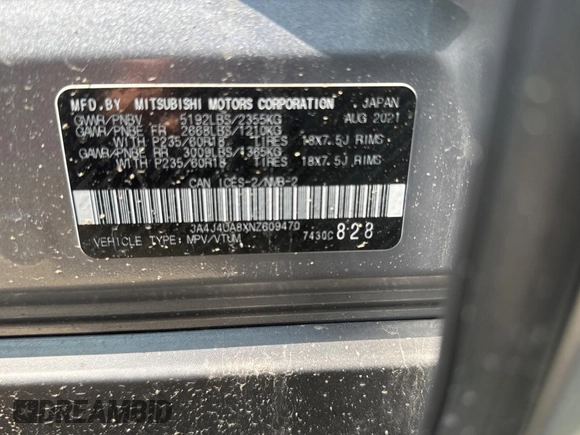 MFD.BY MITSUBISHI MOTORS CORPORATION JAPAN
GVWR/PNBV 5192LBS/2355KG AUG 2021
GAWR/PNBE FR 2668LBS/1210KG
WITH P235/60R18 TIRES 18X7.5J RIMS
GAWR/PNBE RR 3009LBS/1365KG
WITH P235/60R18 TIRES 18X7.5J RIMS
CAN ICES-2/NMB-2
JA4J4UA8XNZ609470
VEHICLE TYPE: MPV/VTUM 7430C 828
DREAMBID